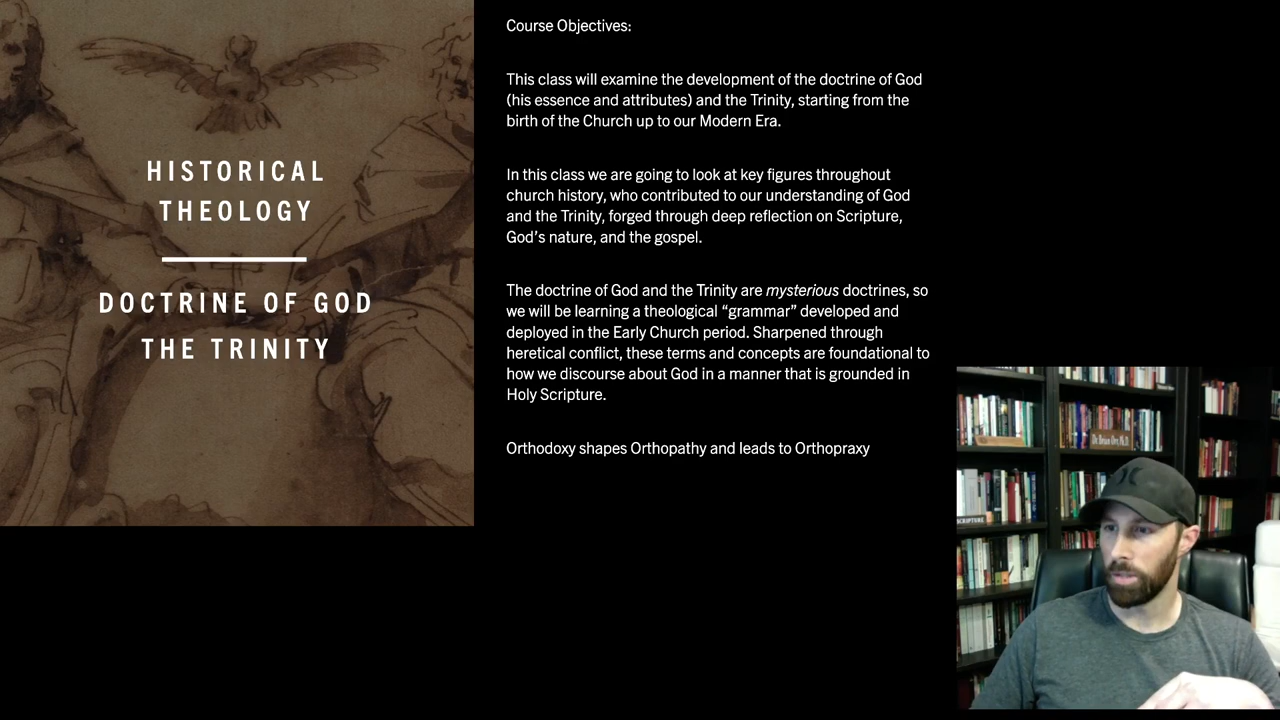 HISTORICAL
THEOLOGY
DOCTRINE OF GOD
THE TRINITY
Course Objectives:
This class will examine the development of the doctrine of God
(his essence and attributes) and the Trinity, starting from the
birth of the Church up to our Modern Era.
In this class we are going to look at key figures throughout
church history, who contributed to our understanding of God
and the Trinity, forged through deep reflection on Scripture,
God’s nature, and the gospel.
The doctrine of God and the Trinity are mysterious doctrines, so
we will be learning a theological “grammar” developed and
deployed in the Early Church period. Sharpened through
heretical conflict, these terms and concepts are foundational to
how we discourse about God in a manner that is grounded in
Holy Scripture.
Orthodoxy shapes Orthopathy and leads to Orthopraxy
Dr. Brian Orr, Ph.D.
SCRIPTURE